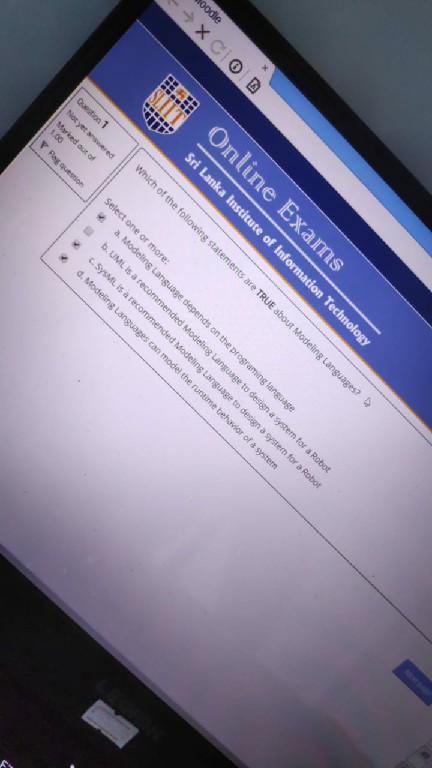 Moodle
SLIIT
Online Exams
Sri Lanka Institute of Information Technology
Question 1
Not yet answered
Marked out of
1.00
Flag question
Which of the following statements are TRUE about Modeling Languages?
Select one or more:
a. Modeling Language depends on the programing language
b. UML is a recommended Modeling Language to design a system for a Robot
c. SysML is a recommended Modeling Language to design a system for a Robot
d. Modeling Languages can model the runtime behavior of a system